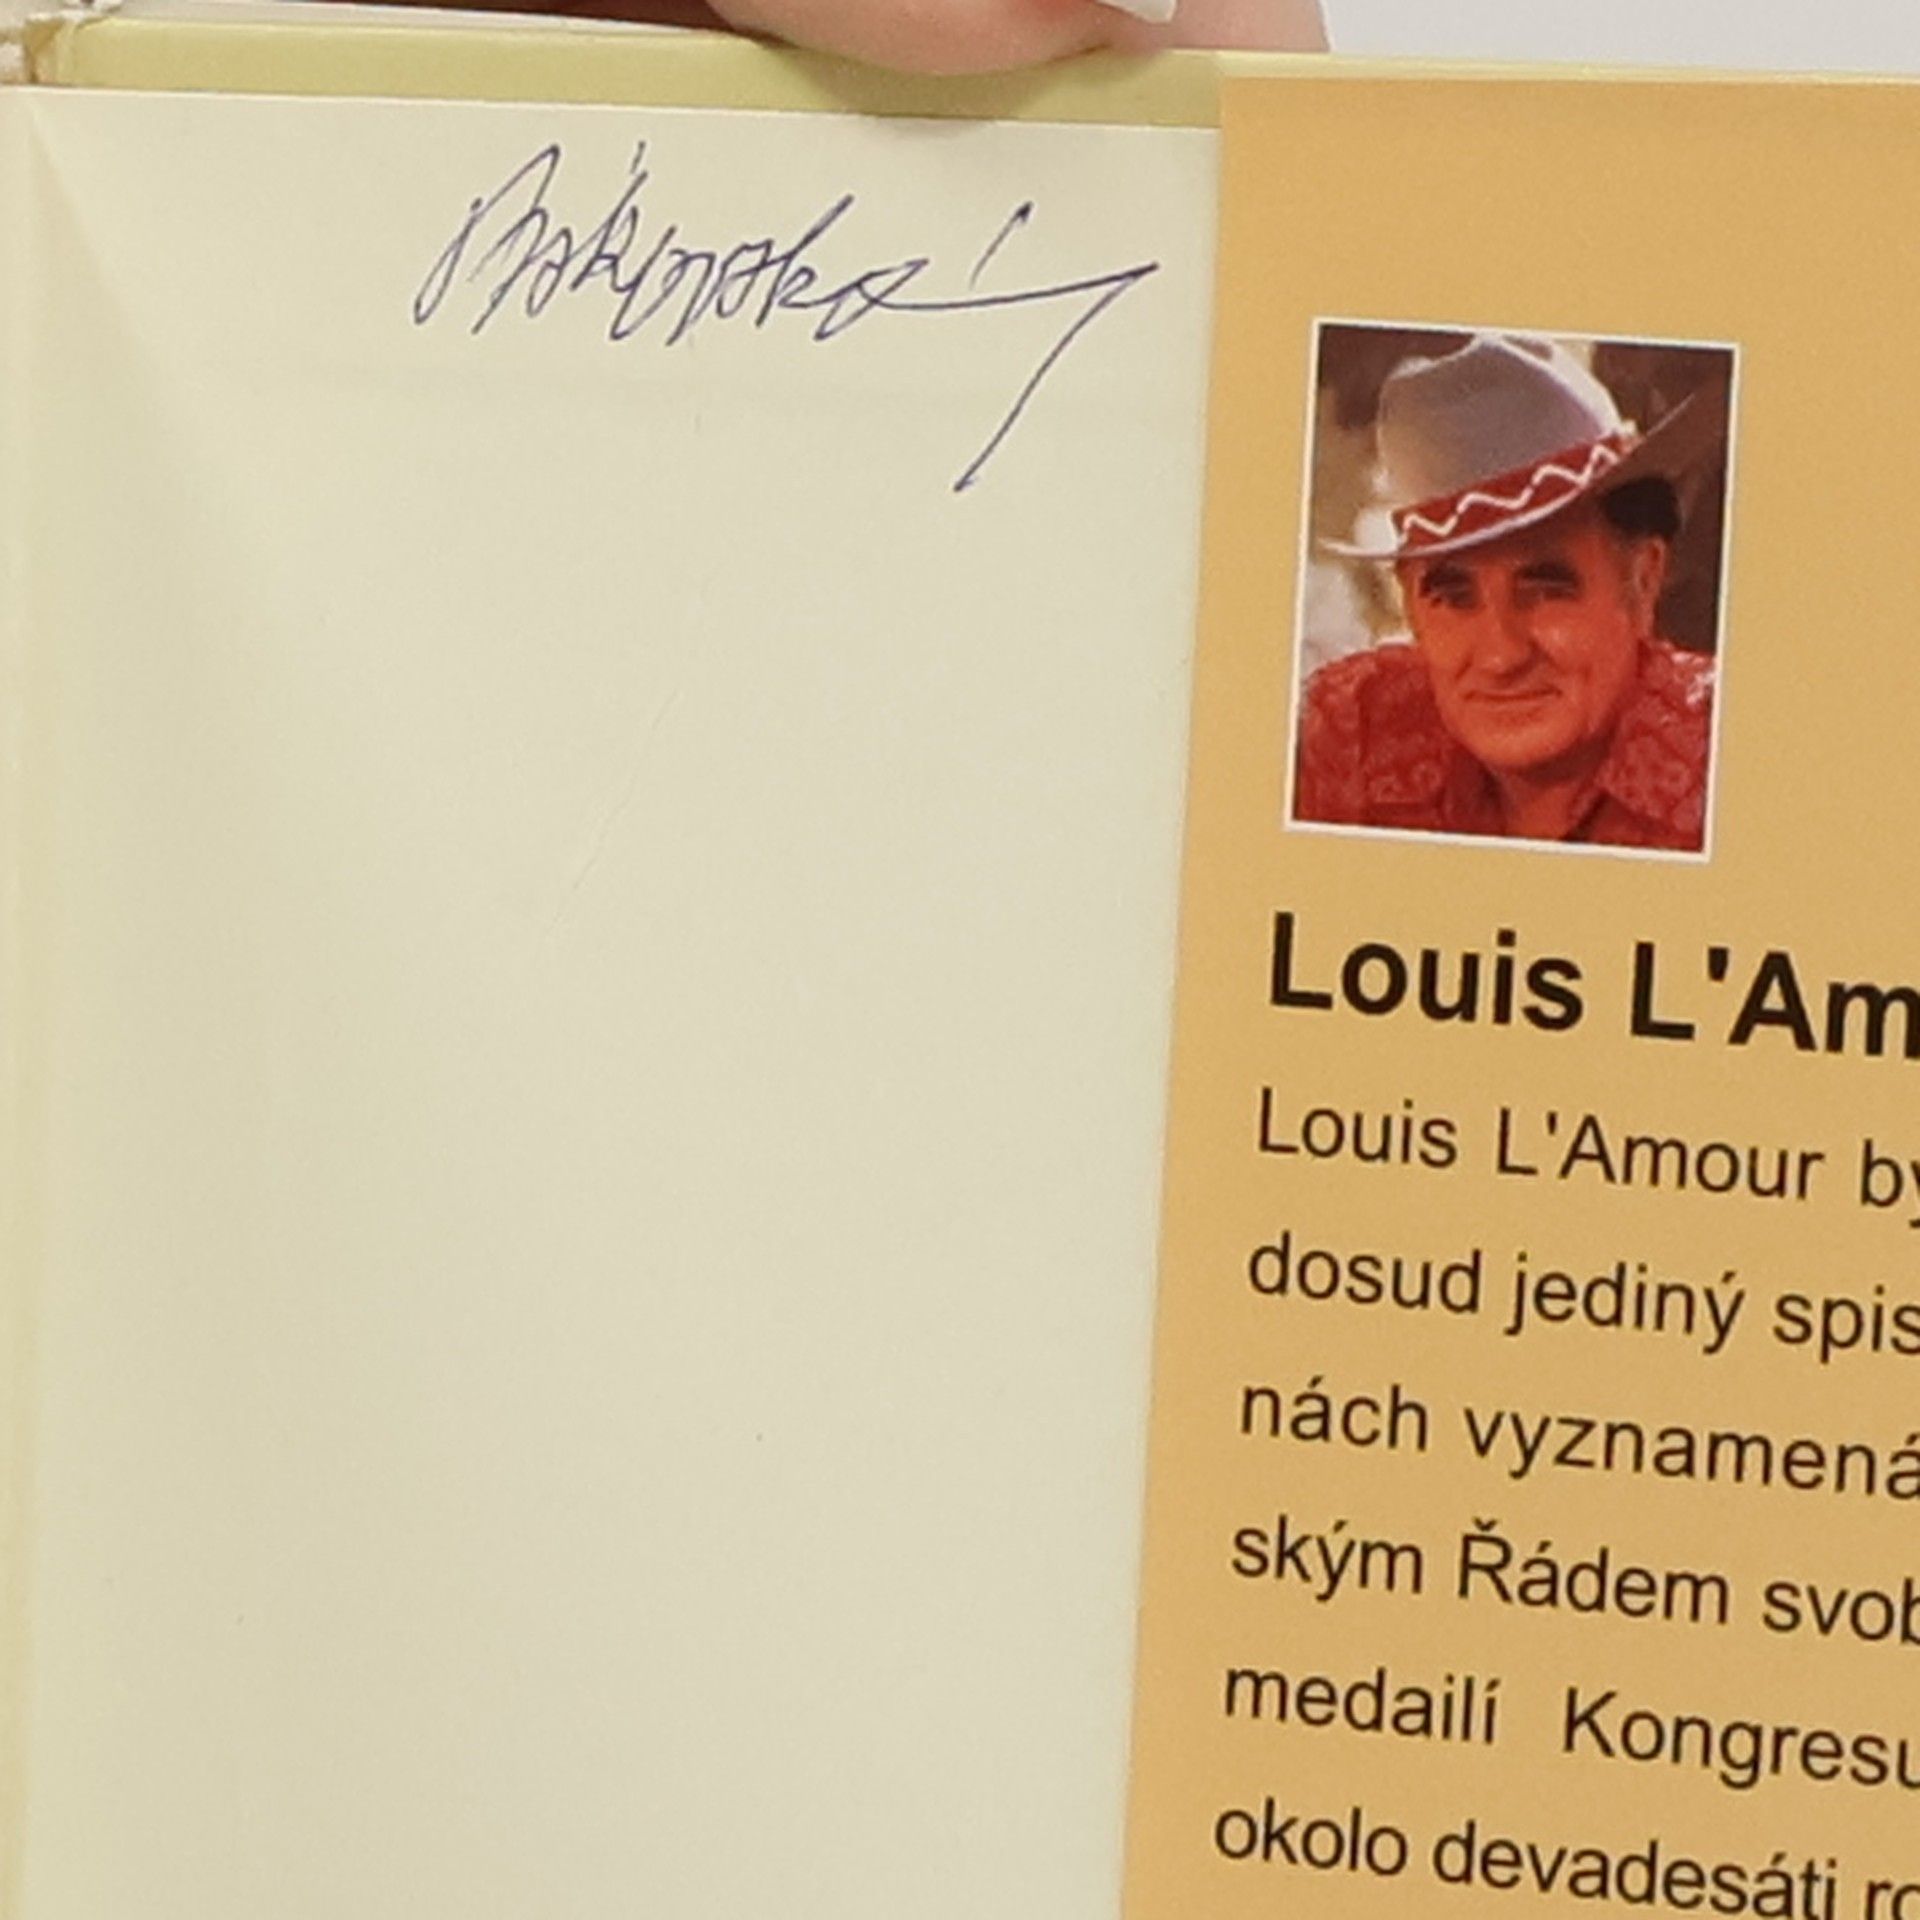 Louis L'Am
Louis L'Amour by
dosud jediný spis
nách vyznamená
ským Řádem svob
medailí Kongresu
okolo devadesáti ro